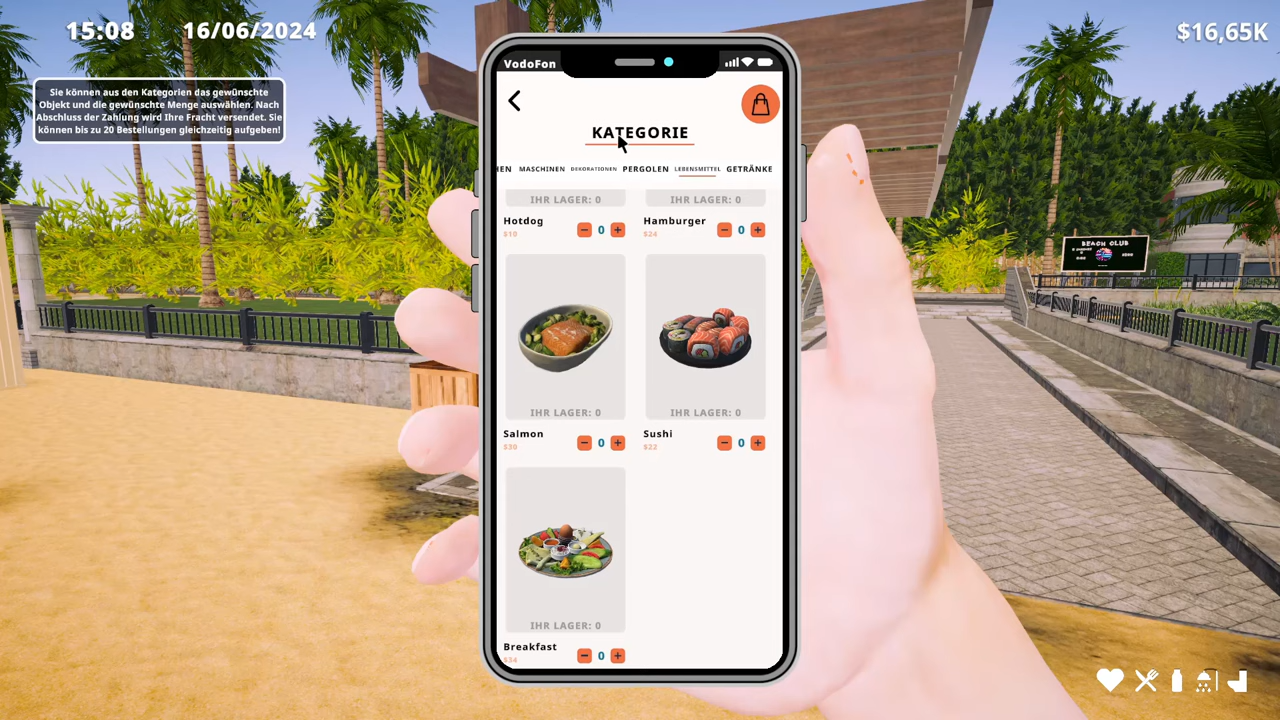 15:08 16/06/2024
$16,65K
Sie können aus den Kategorien das gewünschte
Objekt und die gewünschte Menge auswählen. Nach
Abschluss der Zahlung wird Ihre Fracht versendet. Sie
können bis zu 20 Bestellungen gleichzeitig aufgeben!
VodoFon
KATEGORIE
HEN MASCHINEN DEKORATIONEN PERGOLEN LEBENSMITTEL GETRÄNKE
IHR LAGER: 0 IHR LAGER: 0
Hotdog Hamburger
$10 − 0 + $24 − 0 +
IHR LAGER: 0 IHR LAGER: 0
Salmon Sushi
$30 − 0 + $22 − 0 +
IHR LAGER: 0
Breakfast
$34 − 0 +
BEACH CLUB